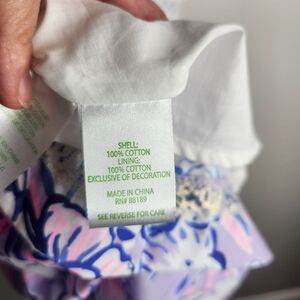 SHELL:
100% COTTON
LINING:
100% COTTON
EXCLUSIVE OF DECORATION
MADE IN CHINA
RN# 88189
SEE REVERSE FOR CARE